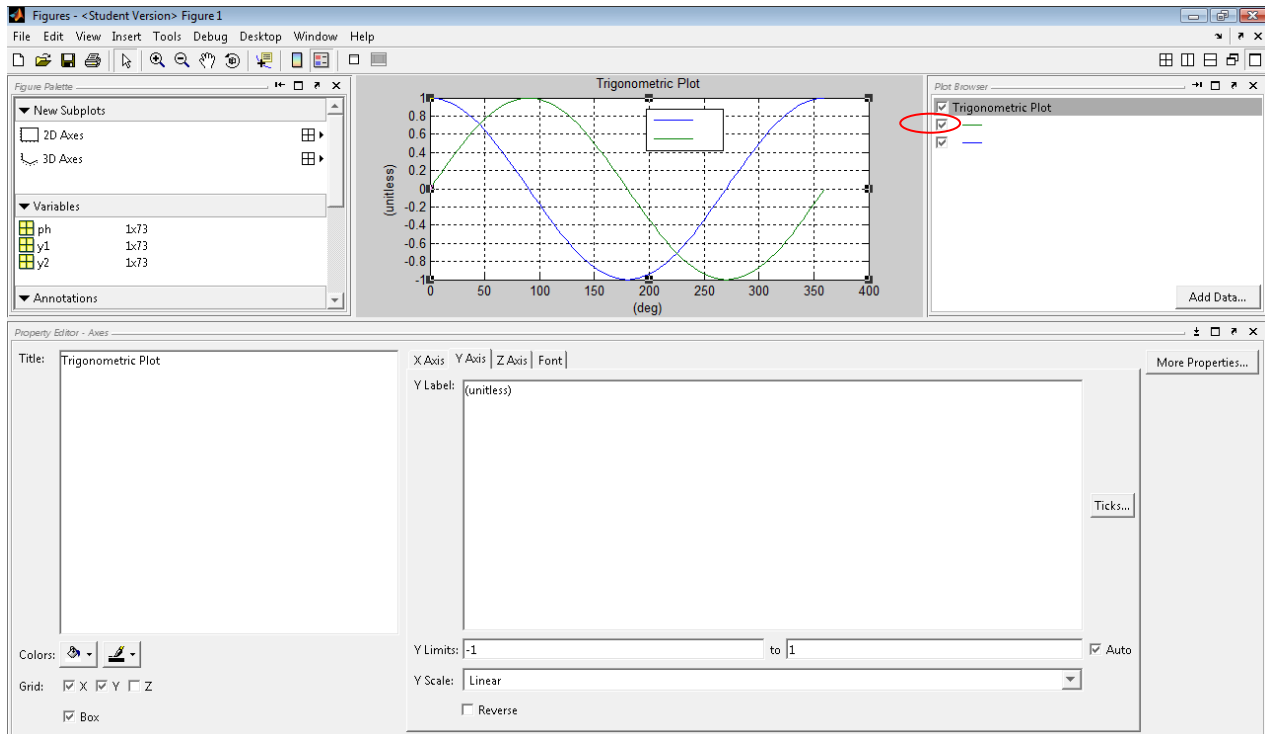 Figures - <Student Version> Figure 1
File Edit View Insert Tools Debug Desktop Window Help
Figure Palette
New Subplots
2D Axes
3D Axes
Variables
ph 1x73
y1 1x73
y2 1x73
Annotations
Trigonometric Plot
1
0.8
0.6
0.4
0.2
0
-0.2
-0.4
-0.6
-0.8
-1
(unitless)
0 50 100 150 200 250 300 350 400
(deg)
Plot Browser
Trigonometric Plot
Add Data...
Property Editor - Axes
Title: Trigonometric Plot
X Axis Y Axis Z Axis Font
More Properties...
Y Label: (unitless)
Ticks...
Colors:
Y Limits: -1 to 1 Auto
Grid: X Y Z
Y Scale: Linear
Box
Reverse